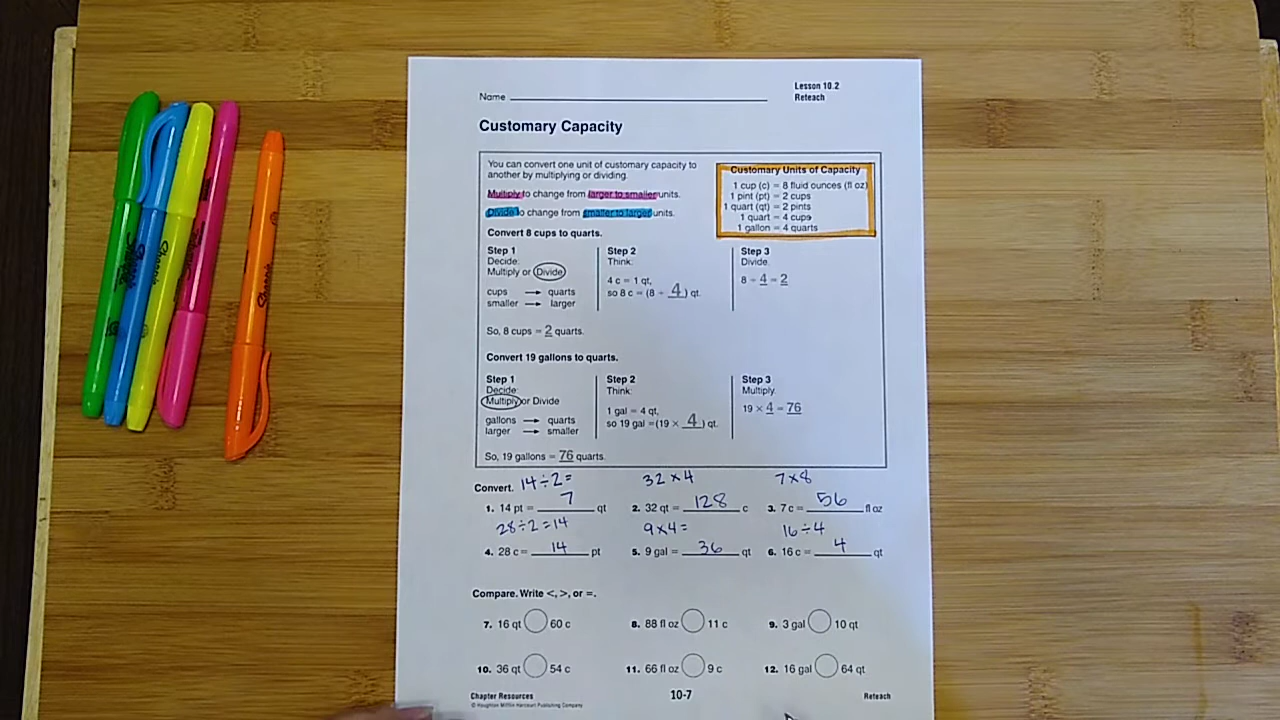 Name
Lesson 10.2
Reteach
Customary Capacity
You can convert one unit of customary capacity to
another by multiplying or dividing.
Multiply to change from larger to smaller units.
Divide to change from smaller to larger units.
Customary Units of Capacity
1 cup (c) = 8 fluid ounces (fl oz)
1 pint (pt) = 2 cups
1 quart (qt) = 2 pints
1 quart = 4 cups
1 gallon = 4 quarts
Convert 8 cups to quarts.
Step 1
Decide:
Multiply or Divide
cups → quarts
smaller → larger
Step 2
Think:
4 c = 1 qt,
so 8 c = (8 ÷ 4) qt.
Step 3
Divide.
8 ÷ 4 = 2
So, 8 cups = 2 quarts.
Convert 19 gallons to quarts.
Step 1
Decide:
Multiply or Divide
gallons → quarts
larger → smaller
Step 2
Think:
1 gal = 4 qt,
so 19 gal = (19 × 4) qt.
Step 3
Multiply.
19 × 4 = 76
So, 19 gallons = 76 quarts.
Convert. 14÷2= 32×4 7×8
1. 14 pt = 7 qt 2. 32 qt = 128 c 3. 7 c = 56 fl oz
28÷2=14 9×4= 16÷4
4. 28 c = 14 pt 5. 9 gal = 36 qt 6. 16 c = 4 qt
Compare. Write <, >, or =.
7. 16 qt 60 c 8. 88 fl oz 11 c 9. 3 gal 10 qt
10. 36 qt 54 c 11. 66 fl oz 9 c 12. 16 gal 64 qt
Chapter Resources 10-7 Reteach
© Houghton Mifflin Harcourt Publishing Company
Sharpie
Sharpie
Sharpie
Sharpie